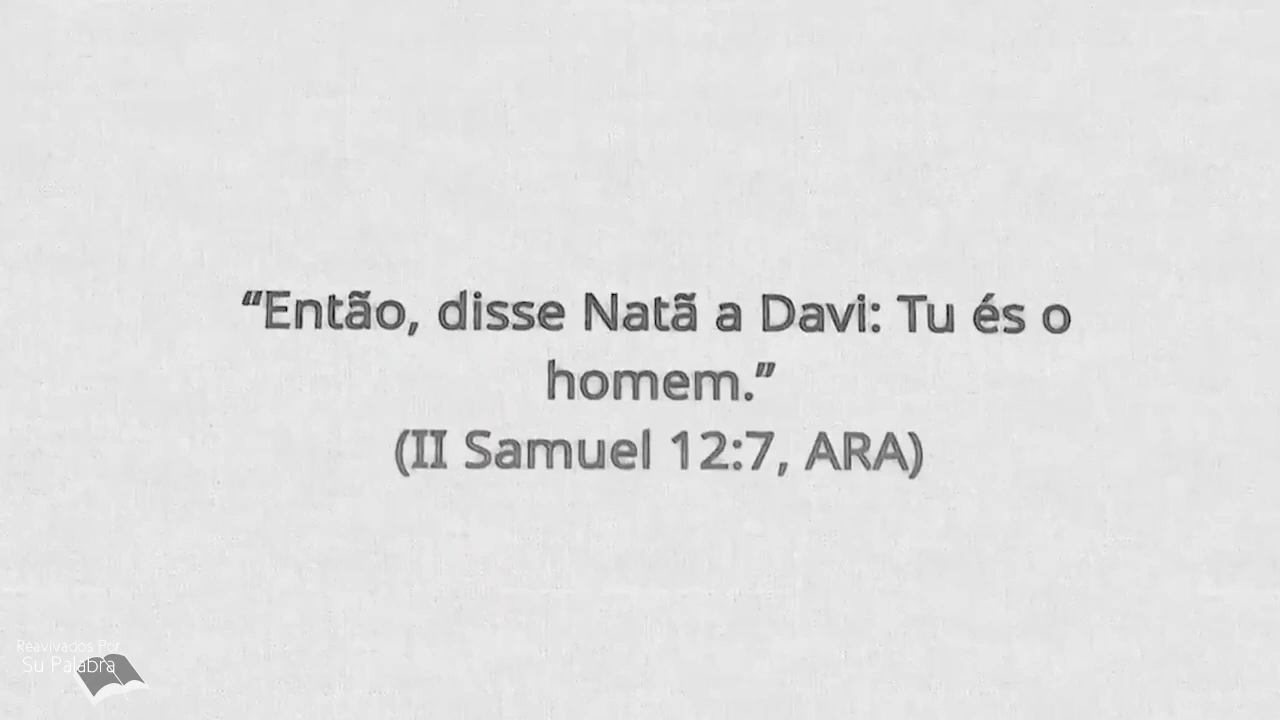 “Então, disse Natã a Davi: Tu és o
homem.”
(II Samuel 12:7, ARA)
Reavivados Por
Su Palabra